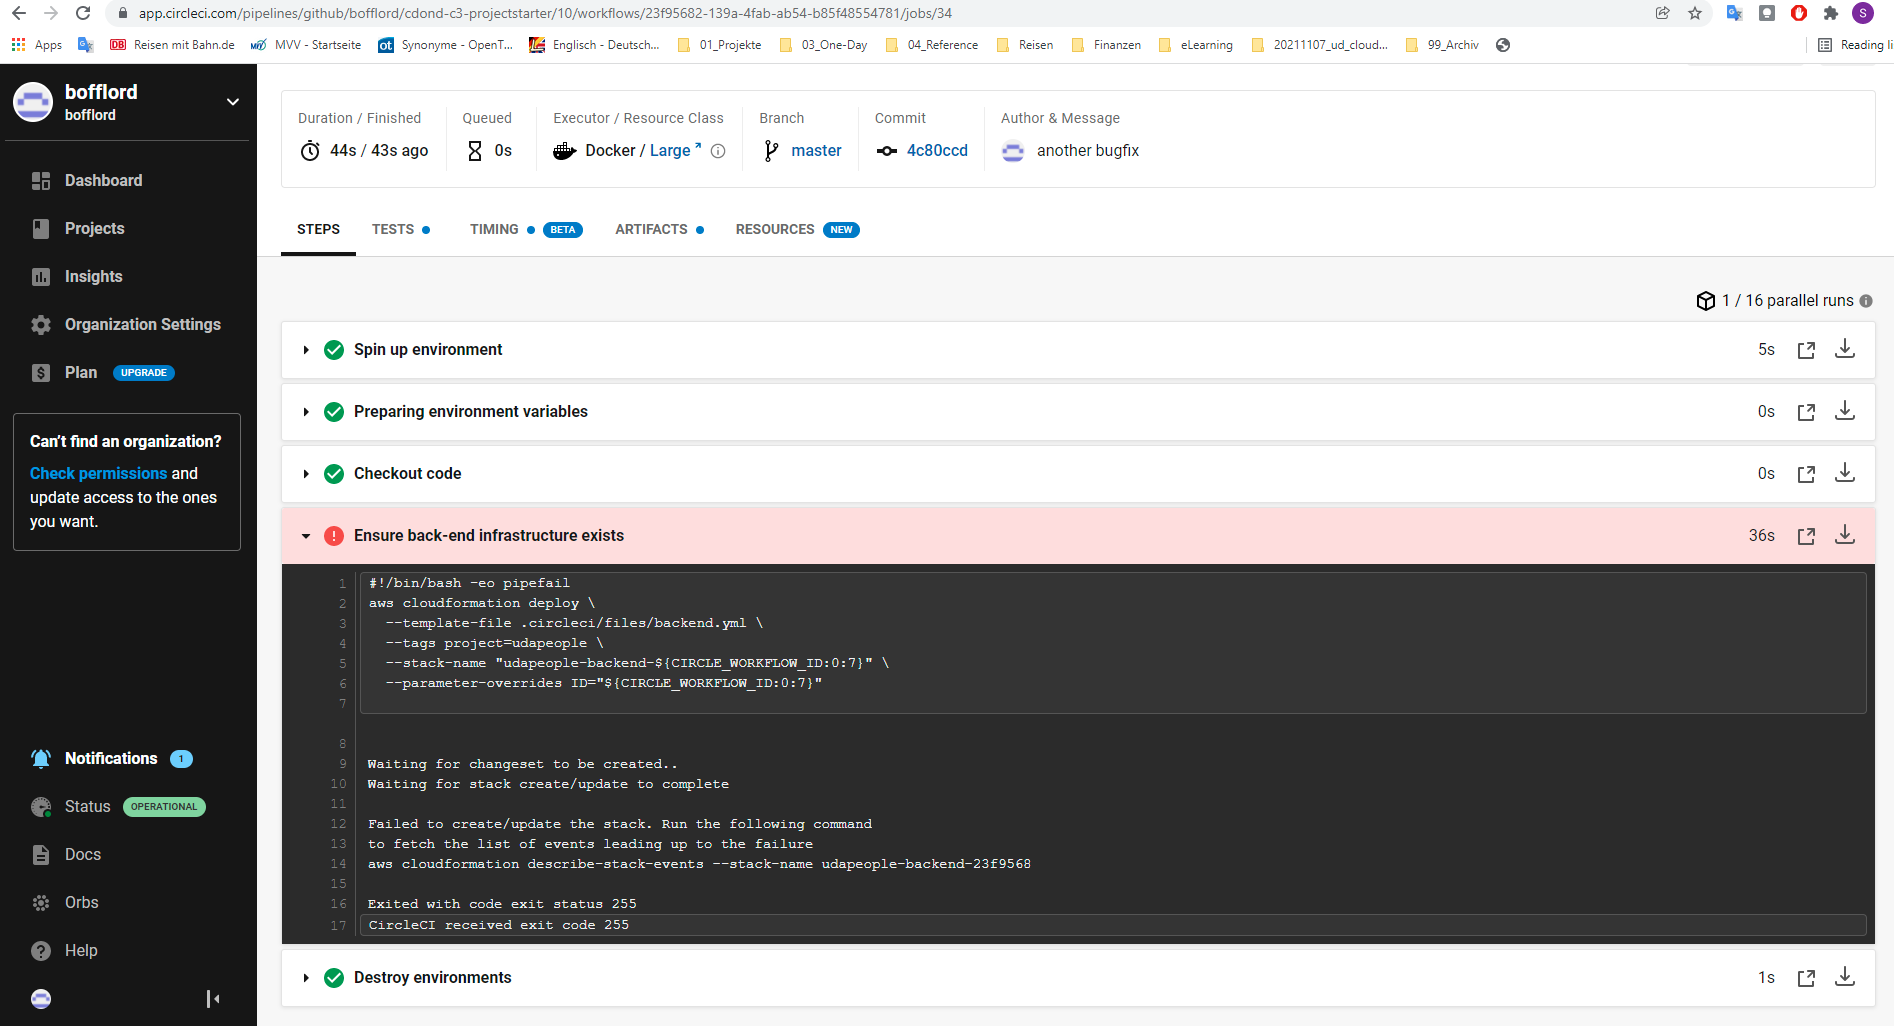 app.circleci.com/pipelines/github/bofflord/cdond-c3-projectstarter/10/workflows/23f95682-139a-4fab-ab54-b85f48554781/jobs/34
S
Apps
DB Reisen mit Bahn.de
MVV - Startseite
ot Synonyme - OpenT...
Englisch - Deutsch...
01_Projekte
03_One-Day
04_Reference
Reisen
Finanzen
eLearning
20211107_ud_cloud...
99_Archiv
Reading li
bofflord
bofflord
Dashboard
Projects
Insights
Organization Settings
Plan UPGRADE
Can't find an organization?
Check permissions and
update access to the ones
you want.
Notifications 1
Status OPERATIONAL
Docs
Orbs
Help
Duration / Finished
44s / 43s ago
Queued
0s
Executor / Resource Class
Docker / Large
Branch
master
Commit
4c80ccd
Author & Message
another bugfix
STEPS TESTS TIMING BETA ARTIFACTS RESOURCES NEW
1 / 16 parallel runs
Spin up environment 5s
Preparing environment variables 0s
Checkout code 0s
Ensure back-end infrastructure exists 36s
1 #!/bin/bash -eo pipefail
2 aws cloudformation deploy \
3 --template-file .circleci/files/backend.yml \
4 --tags project=udapeople \
5 --stack-name "udapeople-backend-${CIRCLE_WORKFLOW_ID:0:7}" \
6 --parameter-overrides ID="${CIRCLE_WORKFLOW_ID:0:7}"
7
8
9 Waiting for changeset to be created..
10 Waiting for stack create/update to complete
11
12 Failed to create/update the stack. Run the following command
13 to fetch the list of events leading up to the failure
14 aws cloudformation describe-stack-events --stack-name udapeople-backend-23f9568
15
16 Exited with code exit status 255
17 CircleCI received exit code 255
Destroy environments 1s